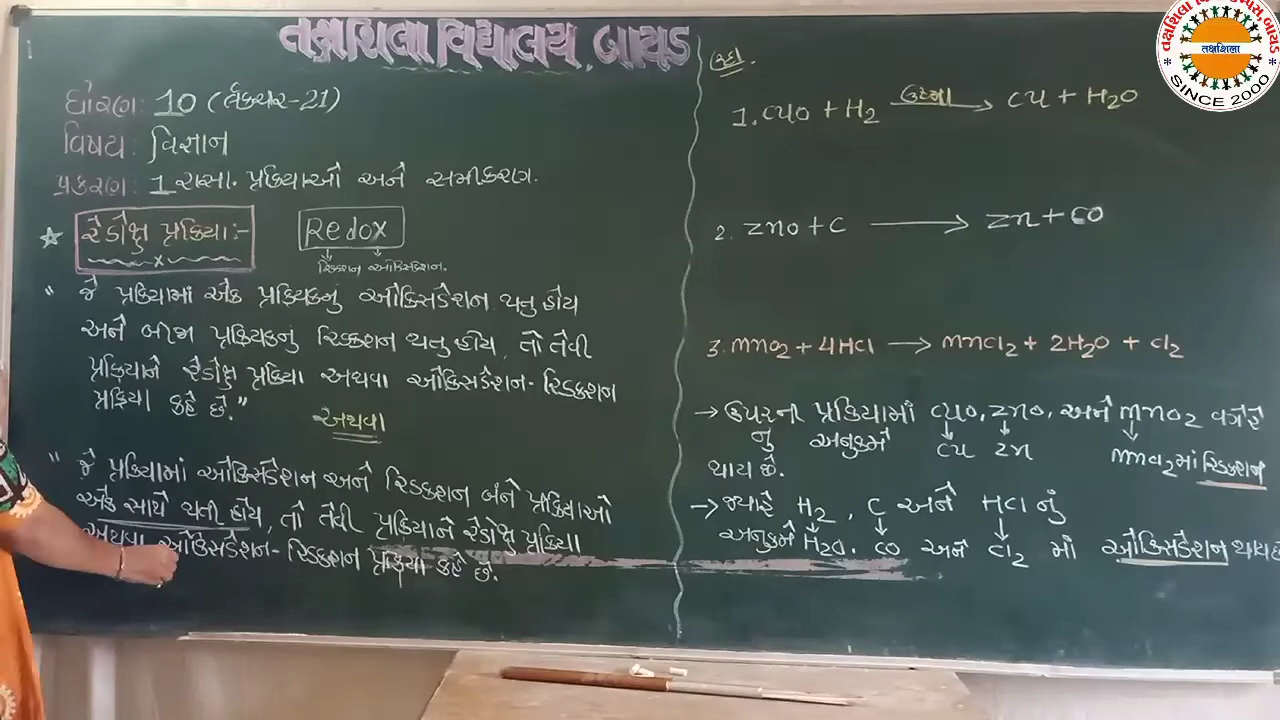 તક્ષશિલા વિદ્યાલય, બાયડ
ધોરણ: 10 (લેક્ચર-21)
વિષય: વિજ્ઞાન
પ્રકરણ: 1 રાસા. પ્રક્રિયાઓ અને સમીકરણ.
રેડોક્ષ પ્રક્રિયા:-
Redox
રિડક્શન ઓક્સિડેશન.
" જે પ્રક્રિયામાં એક પ્રક્રિયકનું ઓક્સિડેશન થતુ હોય
અને બીજા પ્રક્રિયકનું રિડક્શન થતુ હોય, તો તેવી
પ્રક્રિયાને રેડોક્ષ પ્રક્રિયા અથવા ઓક્સિડેશન-રિડક્શન
પ્રક્રિયા કહે છે."
અથવા
" જે પ્રક્રિયામાં ઓક્સિડેશન અને રિડક્શન બંને પ્રક્રિયાઓ
એક સાથે થતી હોય, તો તેવી પ્રક્રિયાને રેડોક્ષ પ્રક્રિયા
અથવા ઓક્સિડેશન-રિડક્શન પ્રક્રિયા કહે છે.
1. CuO + H2 ઉષ્મા → Cu + H2O
2. ZnO + C → Zn + CO
3. MnO2 + 4HCl → MnCl2 + 2H2O + Cl2
→ ઉપરની પ્રક્રિયામાં CuO, ZnO, અને MnO2 વગેરે
નુ અનુક્રમે Cu Zn MnCl2માં રિડક્શન
થાય છે.
→ જ્યારે H2, C અને HCl નું
અનુક્રમે H2O, CO અને Cl2 માં ઓક્સિડેશન થાય છે
તક્ષશિલા
SINCE 2000